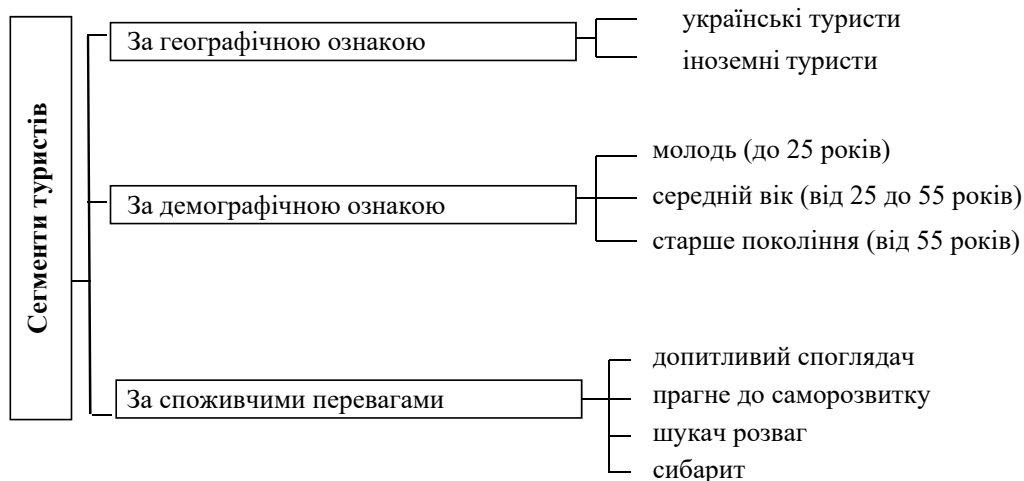 Сегменти туристів
За географічною ознакою
українські туристи
іноземні туристи
За демографічною ознакою
молодь (до 25 років)
середній вік (від 25 до 55 років)
старше покоління (від 55 років)
За споживчими перевагами
допитливий споглядач
прагне до саморозвитку
шукач розваг
сибарит